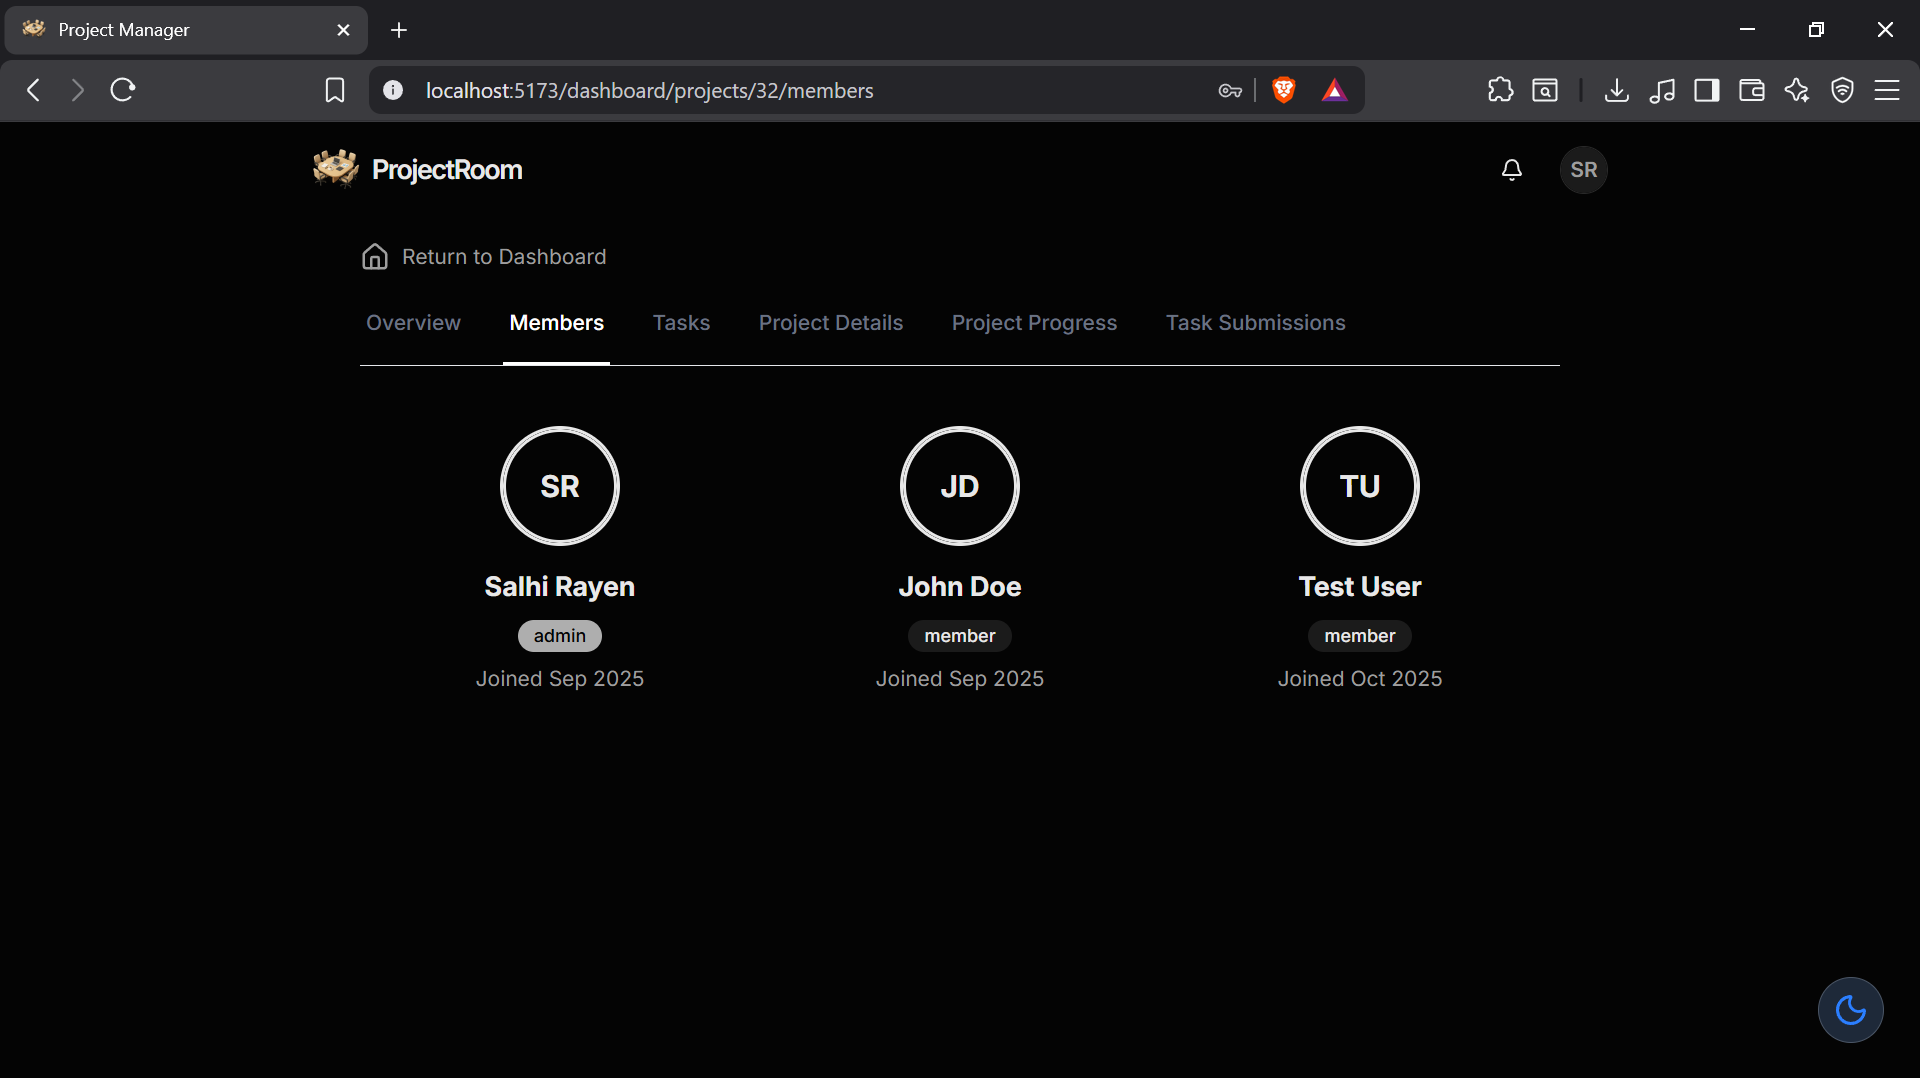 Project Manager
localhost:5173/dashboard/projects/32/members
ProjectRoom
SR
Return to Dashboard
Overview Members Tasks Project Details Project Progress Task Submissions
SR JD TU
Salhi Rayen John Doe Test User
admin member member
Joined Sep 2025 Joined Sep 2025 Joined Oct 2025